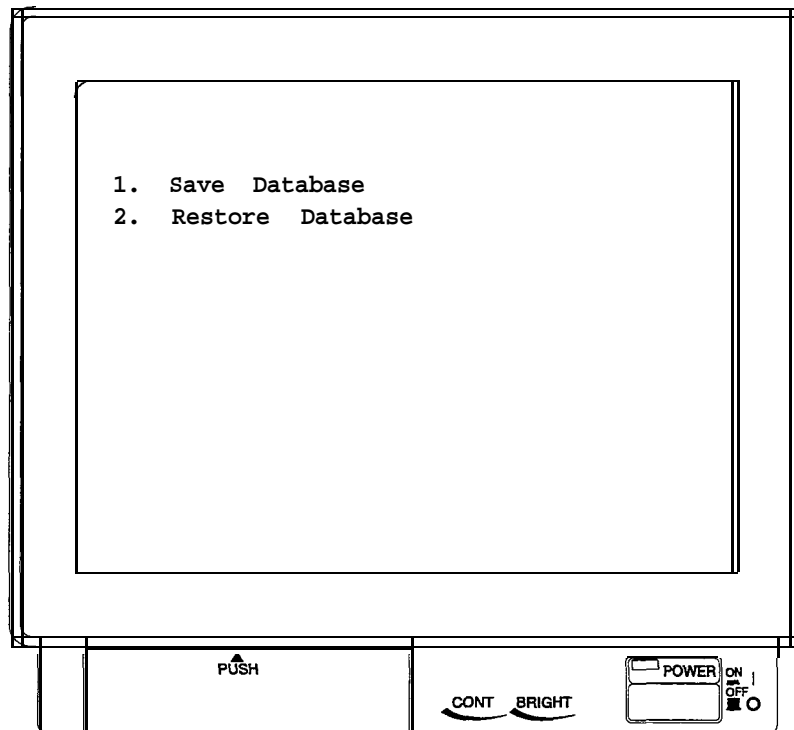 1. Save Database
2. Restore Database
PUSH
CONT BRIGHT
POWER
ON
OFF